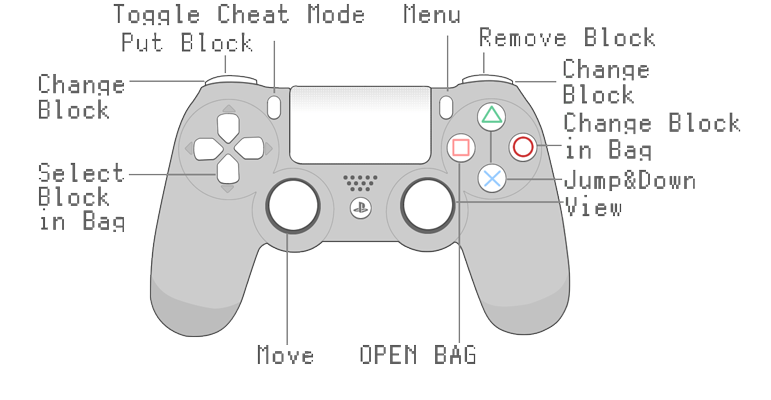 Toggle Cheat Mode
Menu
Put Block
Remove Block
Change
Block
Change
Block
Change Block
in Bag
Select
Block
in Bag
Jump&Down
View
Move
OPEN BAG